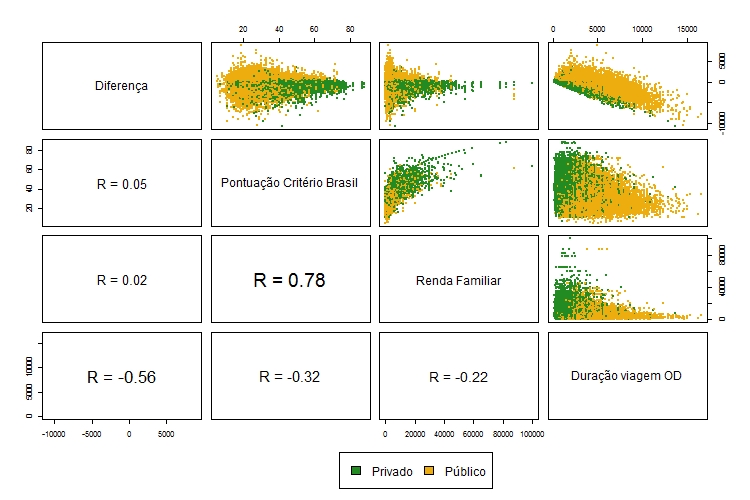 20 40 60 80
0 5000 10000 15000
Diferença
-10000 0 5000
20 40 60 80
R = 0.05
Pontuação Critério Brasil
R = 0.02
R = 0.78
Renda Familiar
0 4000 8000
0 5000 10000
R = -0.56
R = -0.32
R = -0.22
Duração viagem OD
-10000 -5000 0 5000
0 20000 40000 60000 80000 100000
Privado Público